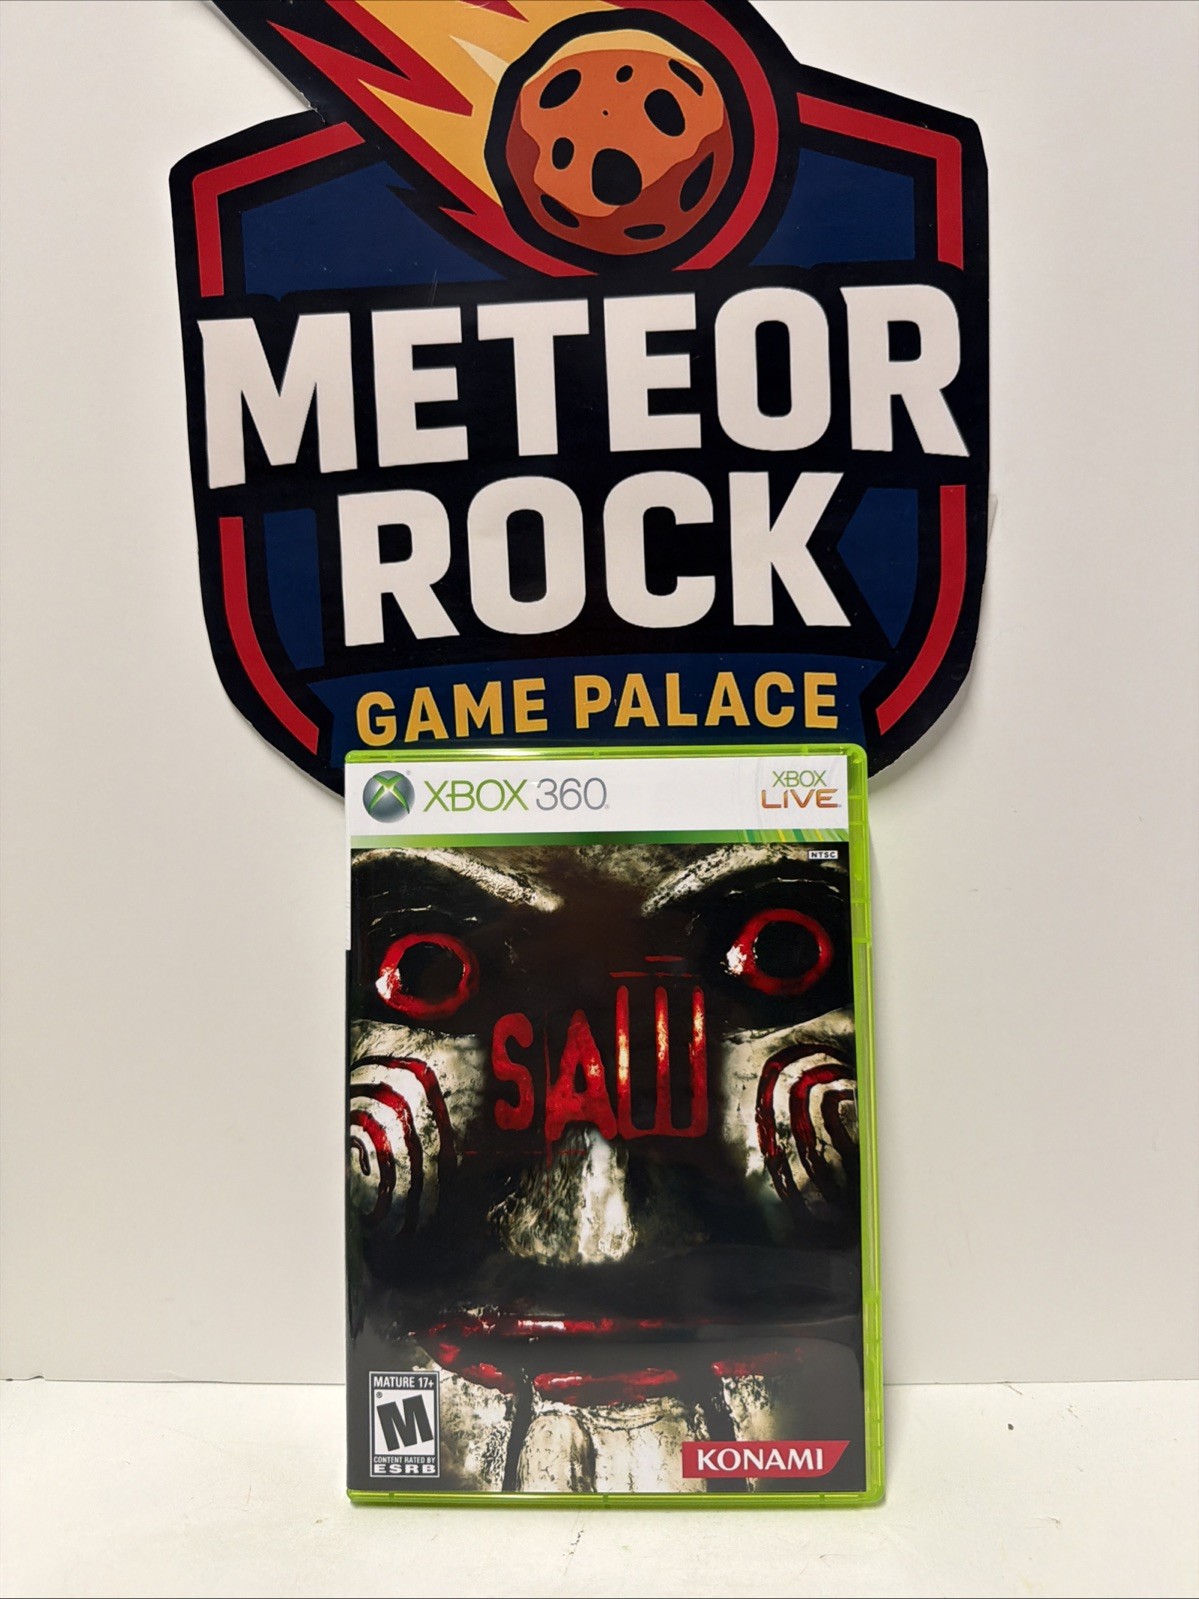 METEOR
ROCK
GAME PALACE
XBOX 360
XBOX
LIVE
NTSC
SAW
MATURE 17+
M
CONTENT RATED BY
ESRB
KONAMI